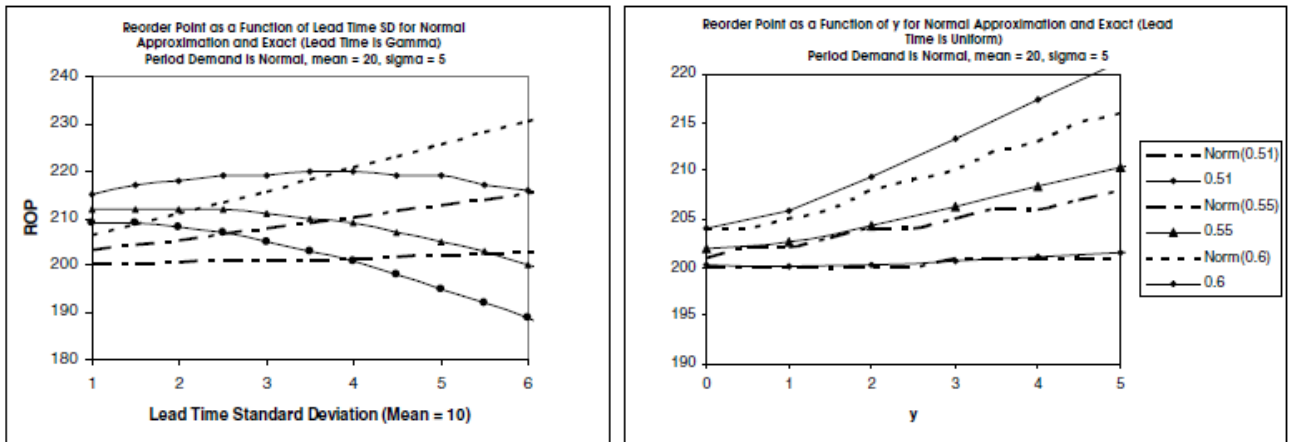 Reorder Point as a Function of Lead Time SD for Normal
Approximation and Exact (Lead Time is Gamma)
Period Demand is Normal, mean = 20, sigma = 5
240
230
220
210
200
190
180
ROP
1 2 3 4 5 6
Lead Time Standard Deviation (Mean = 10)
Reorder Point as a Function of y for Normal Approximation and Exact (Lead
Time is Uniform)
Period Demand is Normal, mean = 20, sigma = 5
220
215
210
205
200
195
190
0 1 2 3 4 5
y
Norm(0.51)
0.51
Norm(0.55)
0.55
Norm(0.6)
0.6